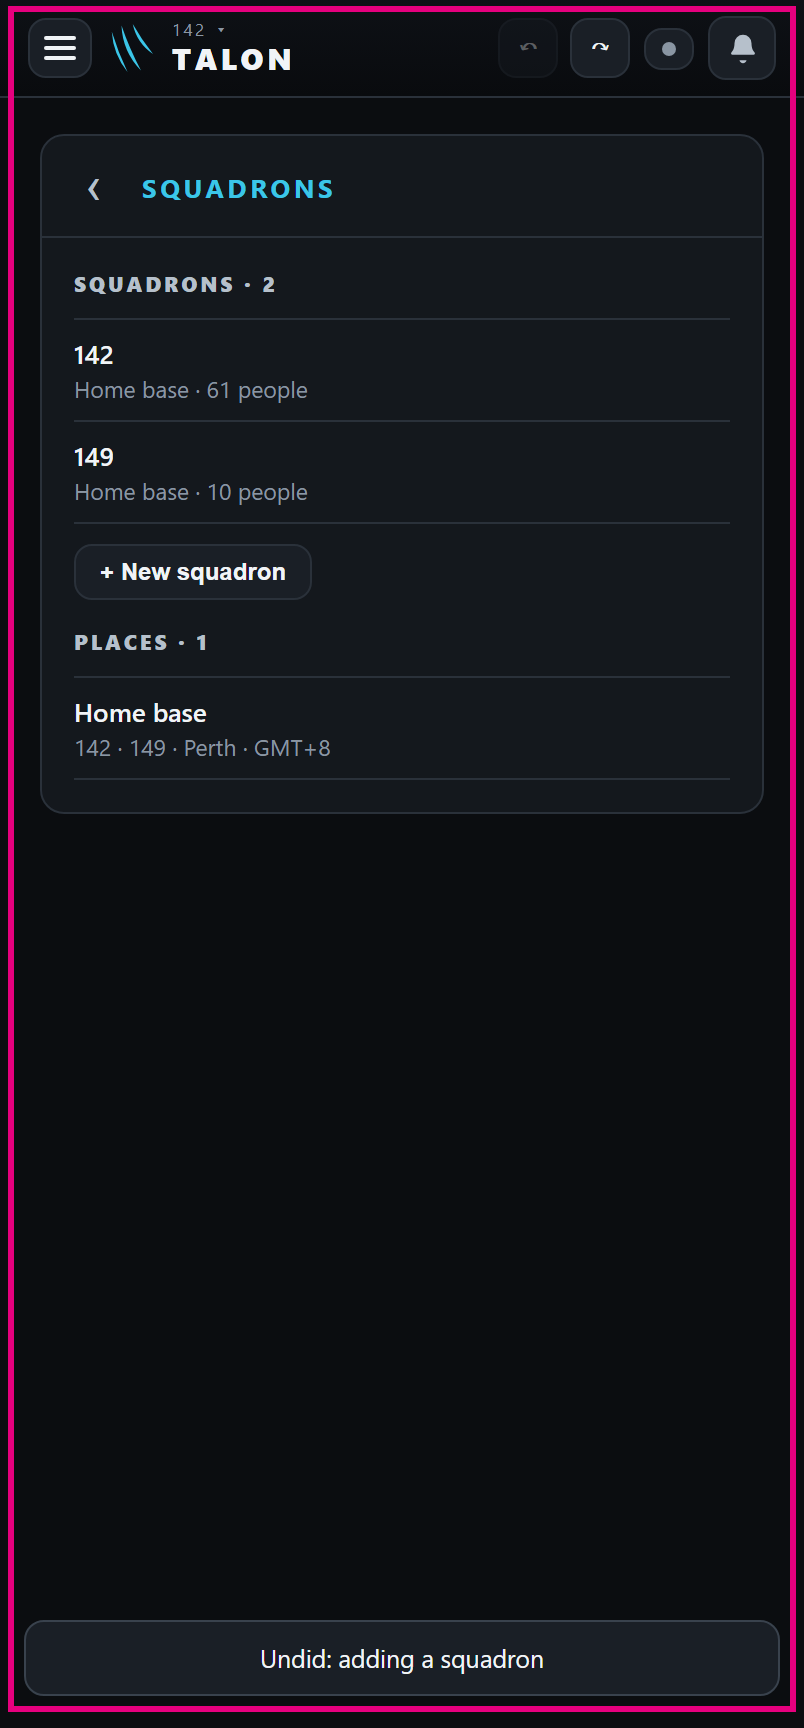 142 ▾
TALON
SQUADRONS
SQUADRONS · 2
142
Home base · 61 people
149
Home base · 10 people
+ New squadron
PLACES · 1
Home base
142 · 149 · Perth · GMT+8
Undid: adding a squadron